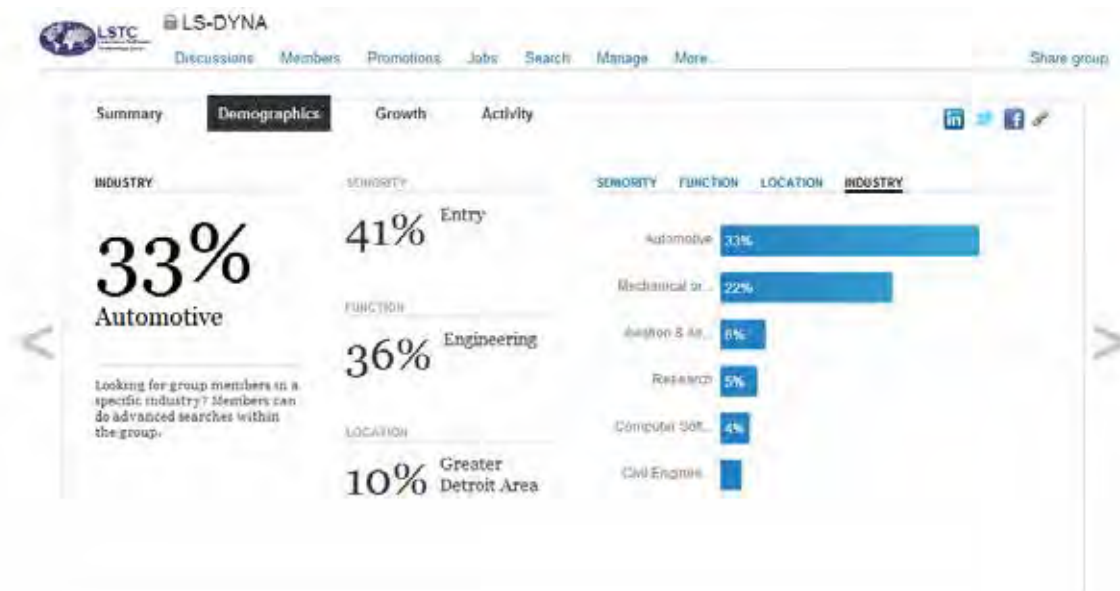 LSTC
LS-DYNA
Discussions Members Promotions Jobs Search Manage More...
Share group
Summary Demographics Growth Activity
in f
INDUSTRY
33%
Automotive
Looking for group members in a
specific industry? Members can
do advanced searches within
the group.
SENIORITY
41% Entry
FUNCTION
36% Engineering
LOCATION
10% Greater
Detroit Area
SENIORITY FUNCTION LOCATION INDUSTRY
Automotive 33%
Mechanical or... 22%
Aviation & Ae... 6%
Research 5%
Computer Soft... 4%
Civil Enginee...